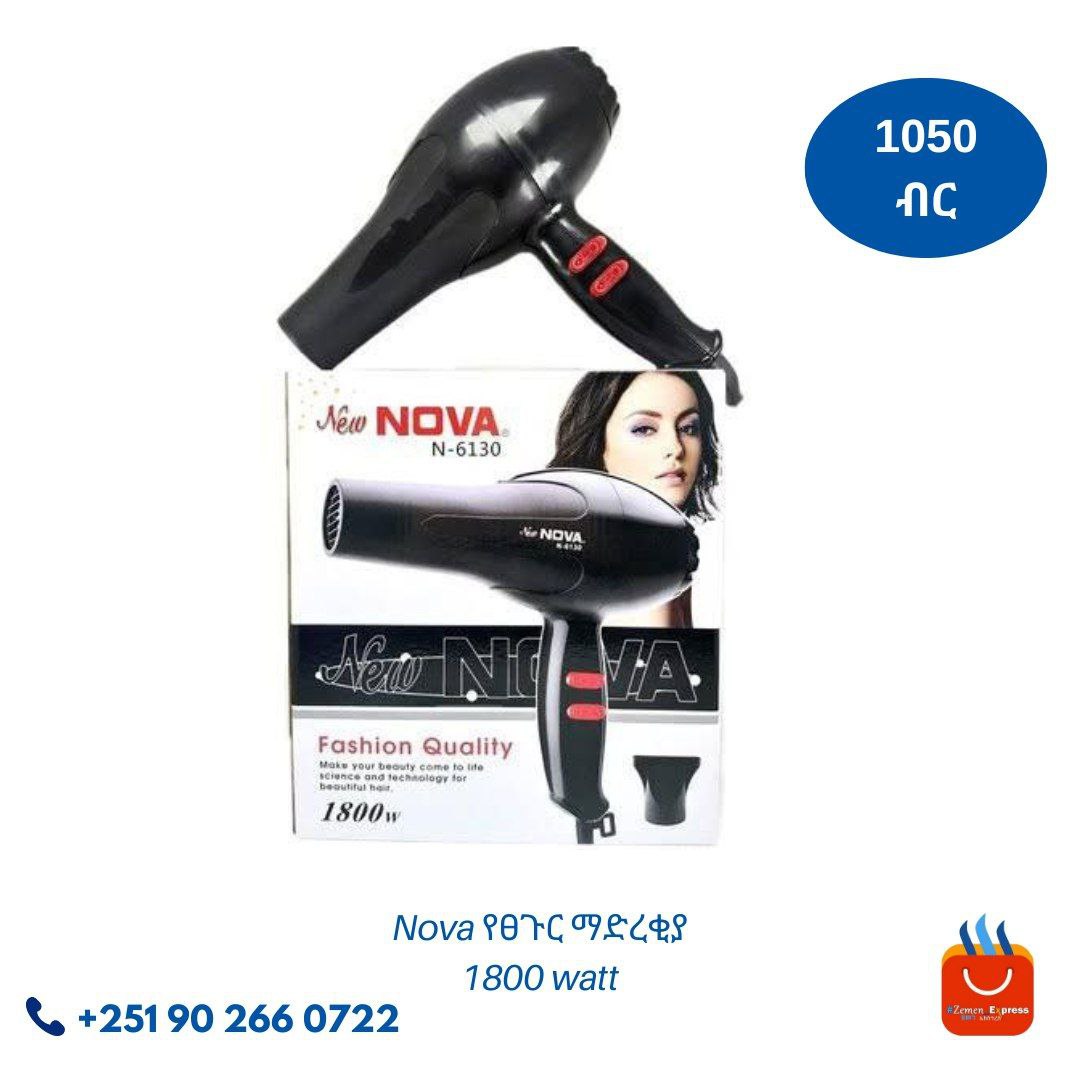 1050
ብር
New NOVA®
N-6130
New NOVA
N-6130
New NOVA
Fashion Quality
Make your beauty come to life
science and technology for
beautiful hair.
1800W
Nova የፀጉር ማድረቂያ
1800 watt
+251 90 266 0722
#Zemen Express